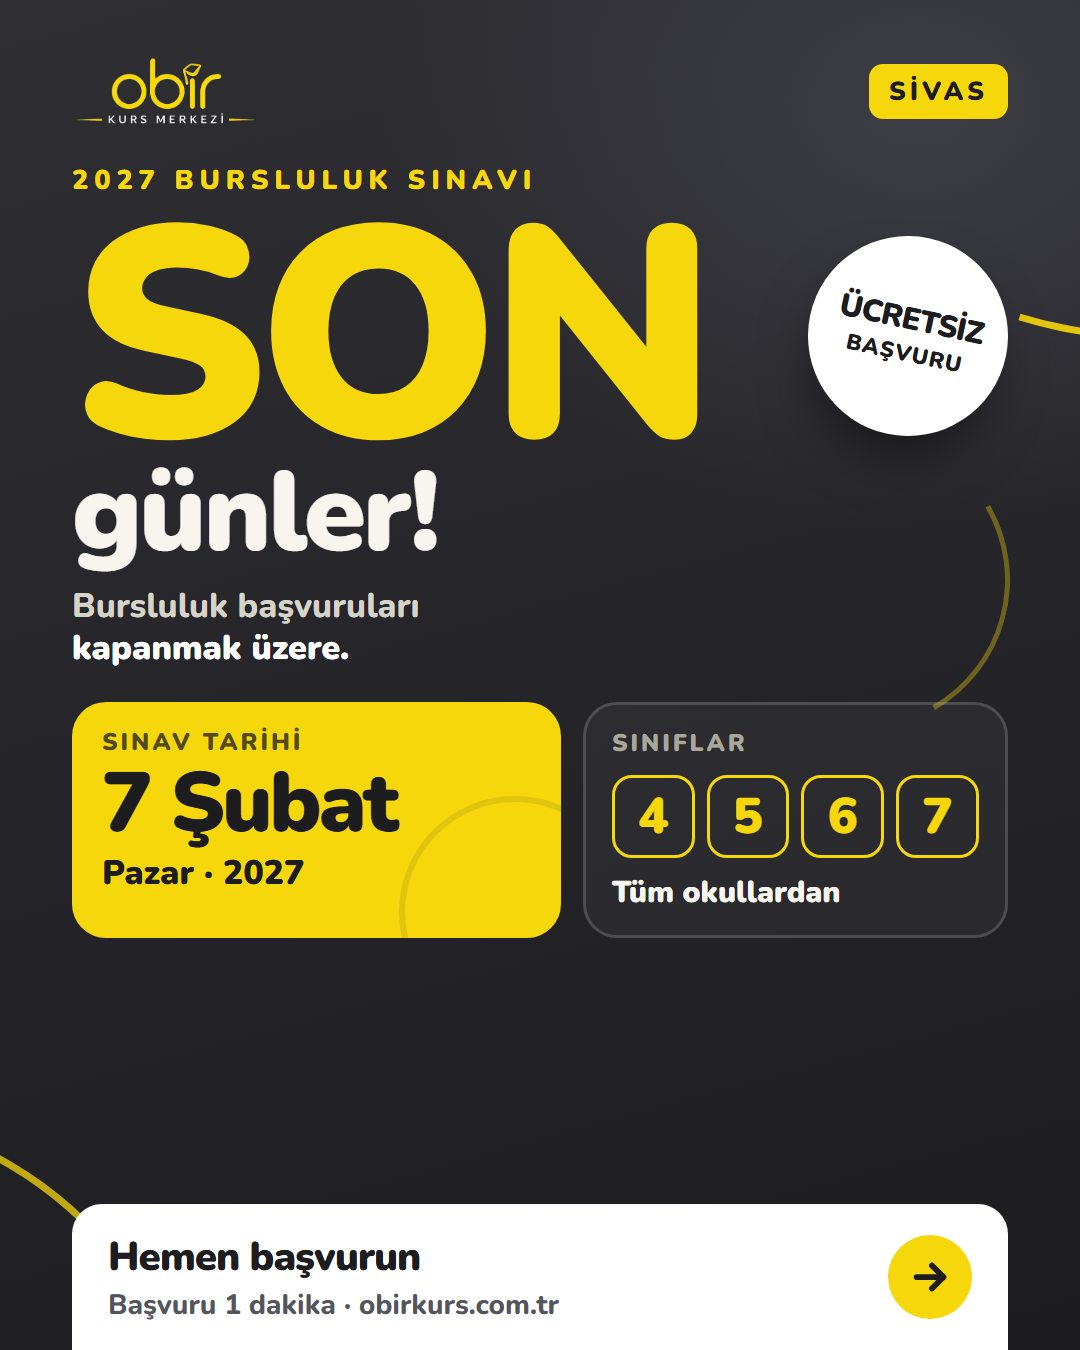 obir
KURS MERKEZİ
SİVAS
2027 BURSLULUK SINAVI
SON
günler!
ÜCRETSİZ
BAŞVURU
Bursluluk başvuruları
kapanmak üzere.
SINAV TARİHİ
7 Şubat
Pazar · 2027
SINIFLAR
4 5 6 7
Tüm okullardan
Hemen başvurun
Başvuru 1 dakika · obirkurs.com.tr